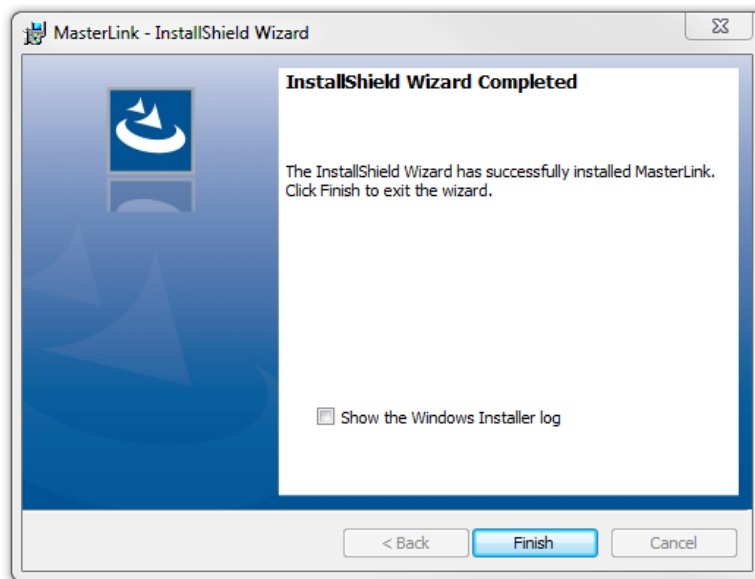 MasterLink - InstallShield Wizard
InstallShield Wizard Completed
The InstallShield Wizard has successfully installed MasterLink.
Click Finish to exit the wizard.
Show the Windows Installer log
< Back
Finish
Cancel